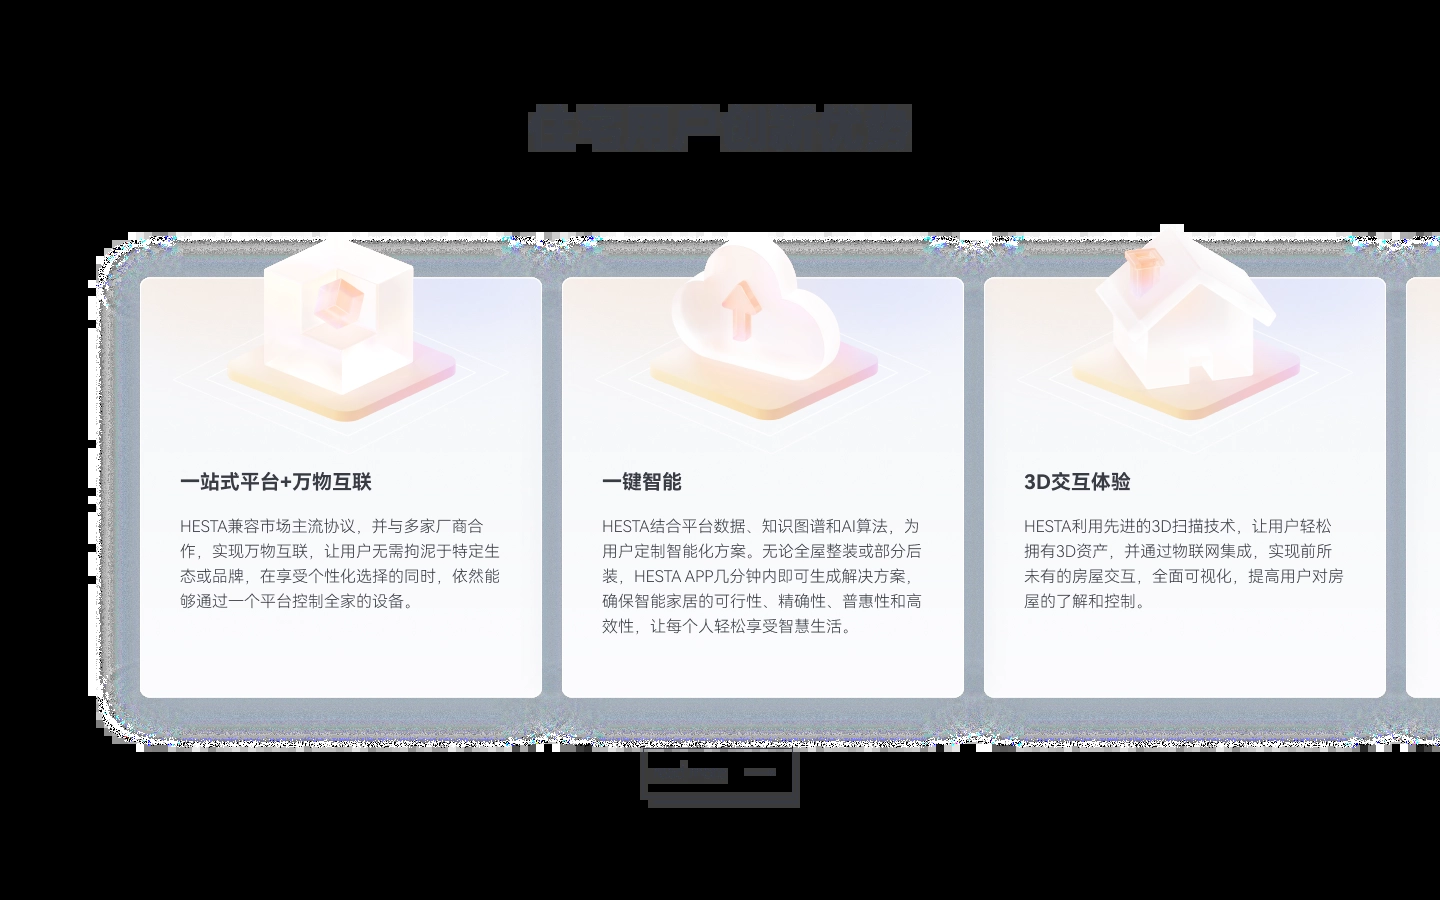 一站式平台+万物互联
HESTA兼容市场主流协议，并与多家厂商合
作，实现万物互联，让用户无需拘泥于特定生
态或品牌，在享受个性化选择的同时，依然能
够通过一个平台控制全家的设备。
一键智能
HESTA结合平台数据、知识图谱和AI算法，为
用户定制智能化方案。无论全屋整装或部分后
装，HESTA APP几分钟内即可生成解决方案，
确保智能家居的可行性、精确性、普惠性和高
效性，让每个人轻松享受智慧生活。
3D交互体验
HESTA利用先进的3D扫描技术，让用户轻松
拥有3D资产，并通过物联网集成，实现前所
未有的房屋交互，全面可视化，提高用户对房
屋的了解和控制。